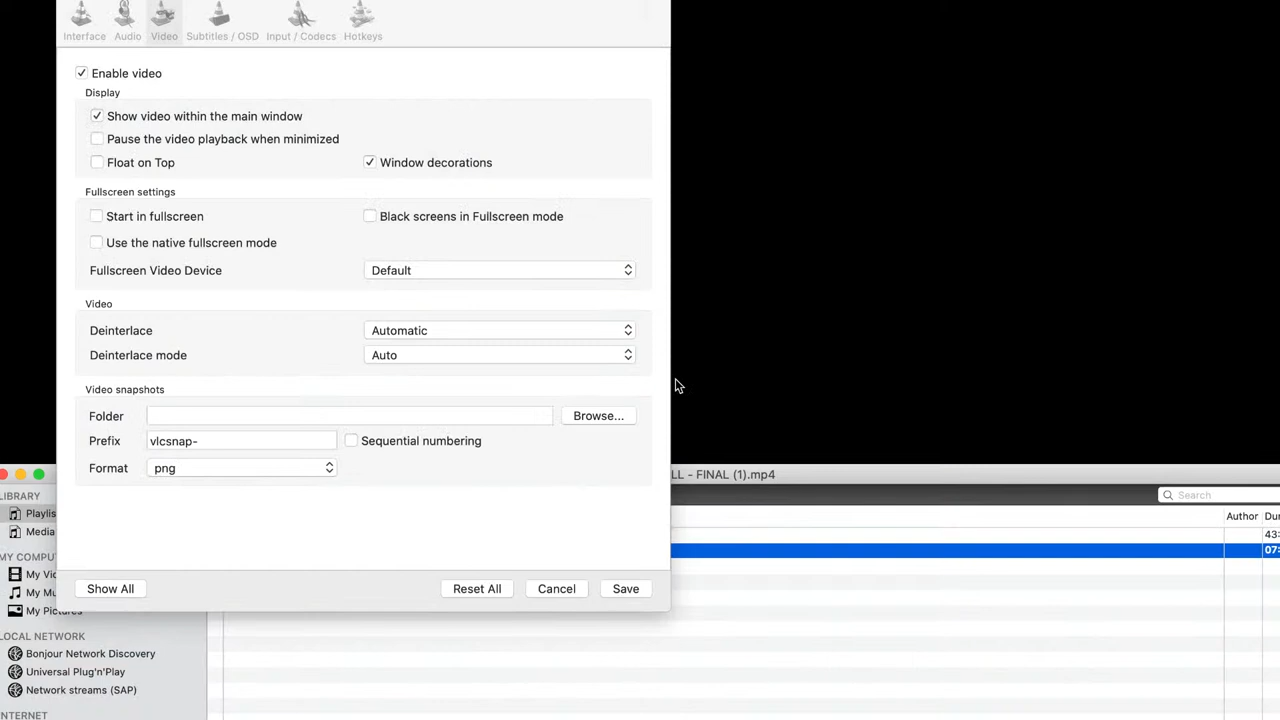 Interface Audio Video Subtitles / OSD Input / Codecs Hotkeys
Enable video
Display
Show video within the main window
Pause the video playback when minimized
Float on Top Window decorations
Fullscreen settings
Start in fullscreen Black screens in Fullscreen mode
Use the native fullscreen mode
Fullscreen Video Device Default
Video
Deinterlace Automatic
Deinterlace mode Auto
Video snapshots
Folder Browse...
Prefix vlcsnap- Sequential numbering
Format png
Show All Reset All Cancel Save
LL - FINAL (1).mp4
Search
Author Dur
43:
07:
LIBRARY
Playlis
Media
MY COMPU
My Vid
My Mu
My Pictures
LOCAL NETWORK
Bonjour Network Discovery
Universal Plug'n'Play
Network streams (SAP)
INTERNET